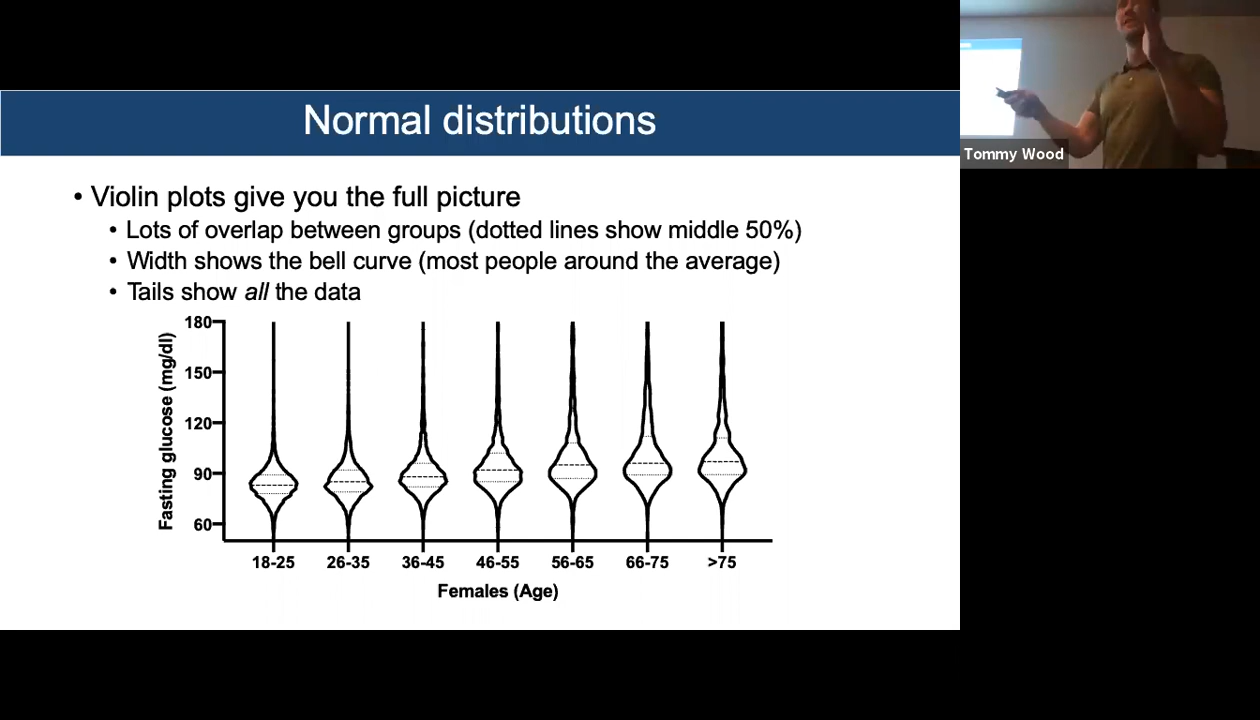 Normal distributions
Tommy Wood
• Violin plots give you the full picture
• Lots of overlap between groups (dotted lines show middle 50%)
• Width shows the bell curve (most people around the average)
• Tails show all the data
Fasting glucose (mg/dl)
180
150
120
90
60
18-25 26-35 36-45 46-55 56-65 66-75 >75
Females (Age)